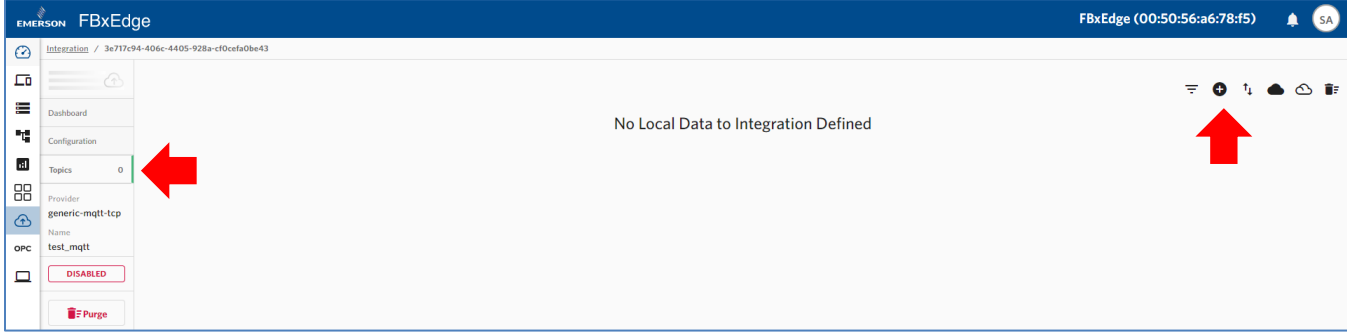 EMERSON FBxEdge
FBxEdge (00:50:56:a6:78:f5)
SA
Integration / 3e717c94-406c-4405-928a-cf0cefa0be43
Dashboard
No Local Data to Integration Defined
Configuration
Topics 0
Provider
generic-mqtt-tcp
Name
test_mqtt
OPC
DISABLED
Purge